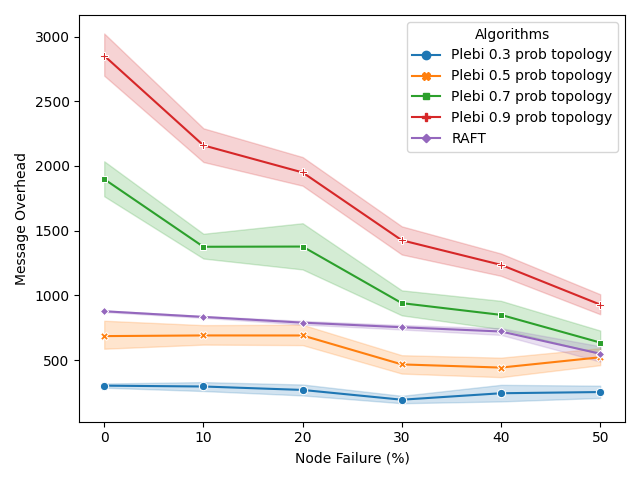 Algorithms
Plebi 0.3 prob topology
Plebi 0.5 prob topology
Plebi 0.7 prob topology
Plebi 0.9 prob topology
RAFT
Message Overhead
3000
2500
2000
1500
1000
500
0 10 20 30 40 50
Node Failure (%)